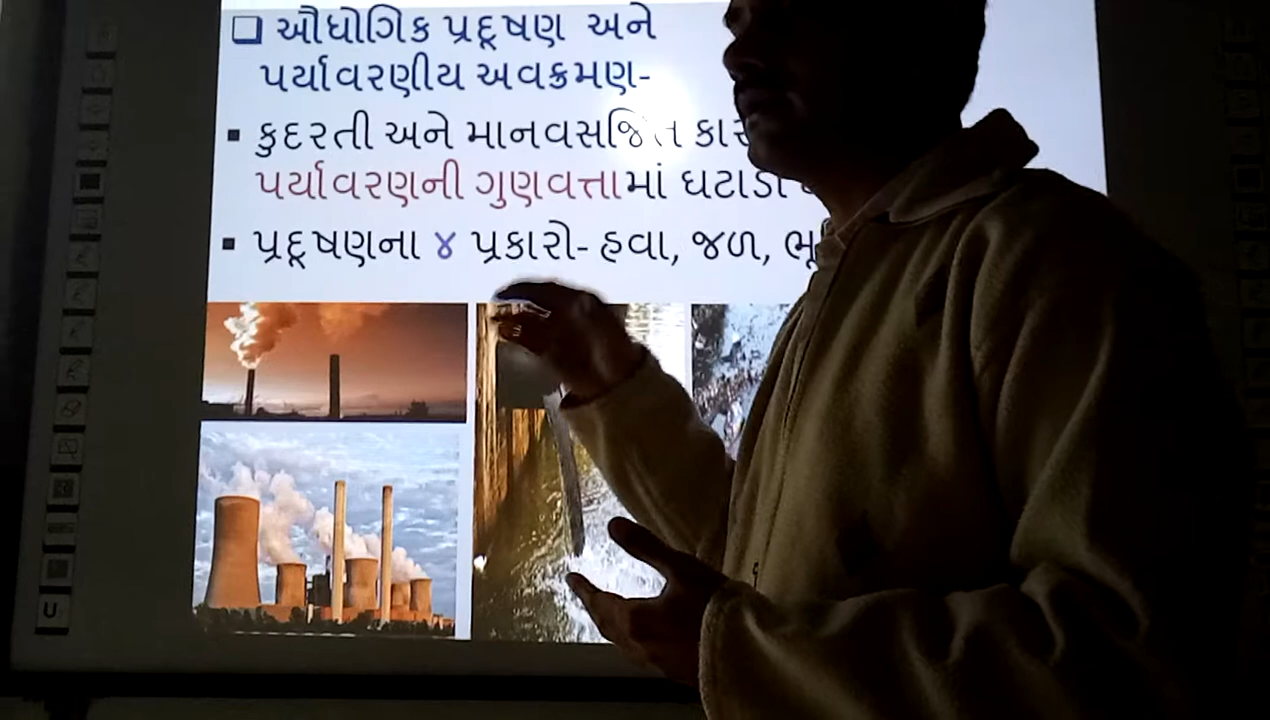 ઔધોગિક પ્રદૂષણ અને
પર્યાવરણીય અવક્રમણ-
કુદરતી અને માનવસર્જિત
પર્યાવરણની ગુણવત્તામાં ઘટાડો
પ્રદૂષણના ૪ પ્રકારો- હવા, જળ,